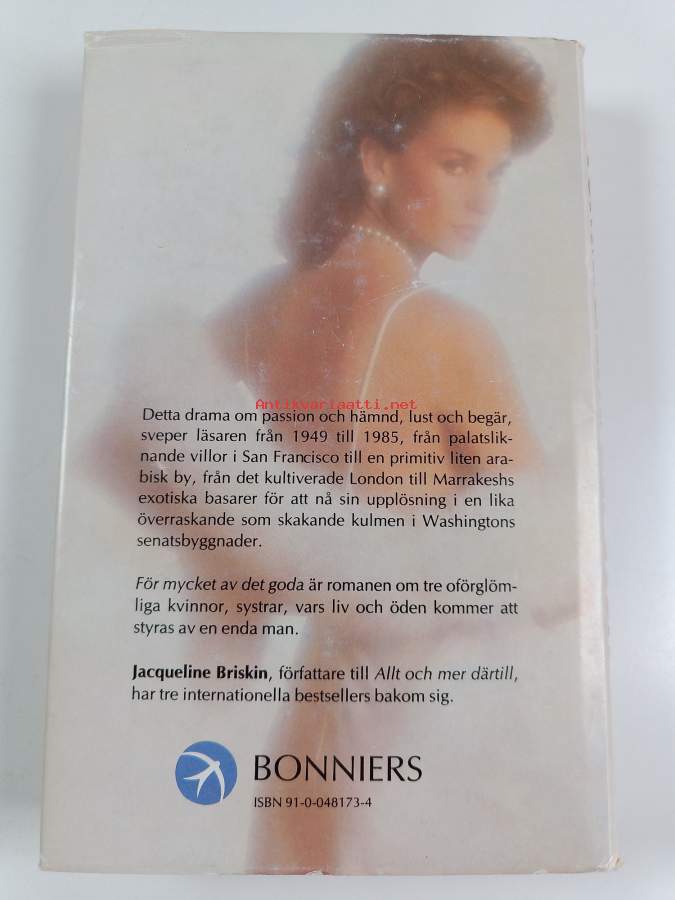 Antikvariaatti.net
Detta drama om passion och hämnd, lust och begär,
sveper läsaren från 1949 till 1985, från palatslik-
nande villor i San Francisco till en primitiv liten ara-
bisk by, från det kultiverade London till Marrakeshs
exotiska basarer för att nå sin upplösning i en lika
överraskande som skakande kulmen i Washingtons
senatsbyggnader.
För mycket av det goda är romanen om tre oförglöm-
liga kvinnor, systrar, vars liv och öden kommer att
styras av en enda man.
Jacqueline Briskin, författare till Allt och mer därtill,
har tre internationella bestsellers bakom sig.
BONNIERS
ISBN 91-0-048173-4